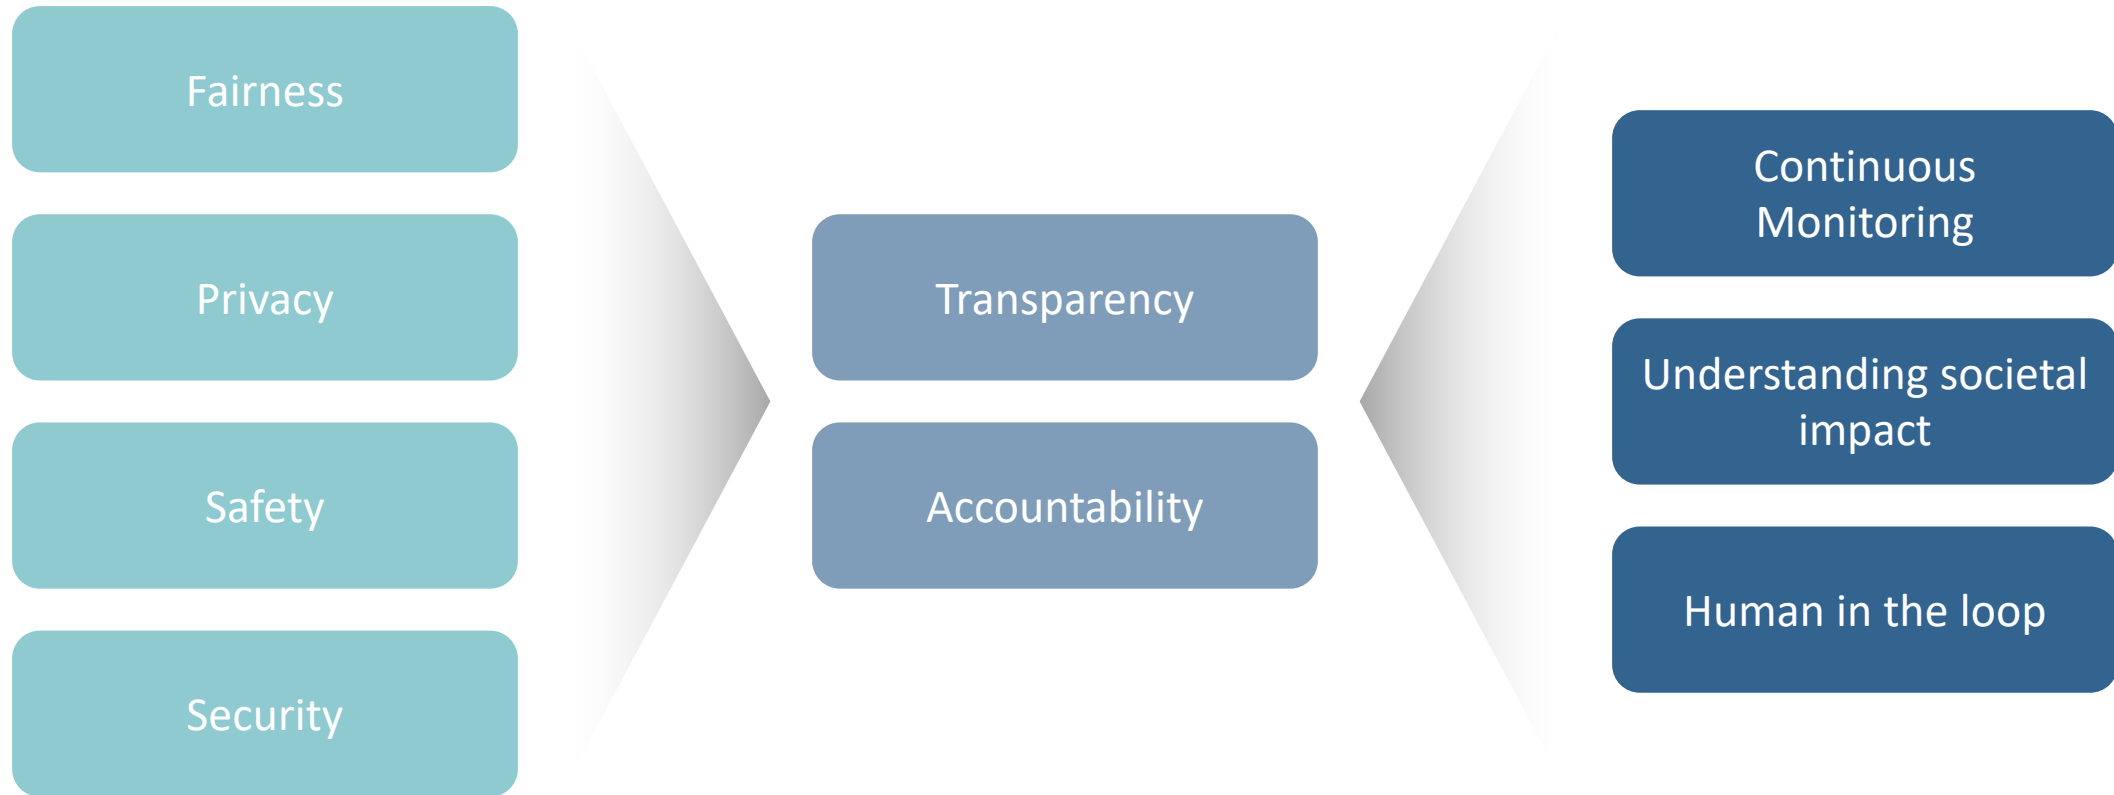 Fairness
Privacy
Safety
Security
Transparency
Accountability
Continuous
Monitoring
Understanding societal
impact
Human in the loop